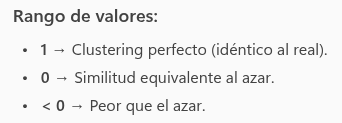 Rango de valores:
• 1 → Clustering perfecto (idéntico al real).
• 0 → Similitud equivalente al azar.
• < 0 → Peor que el azar.